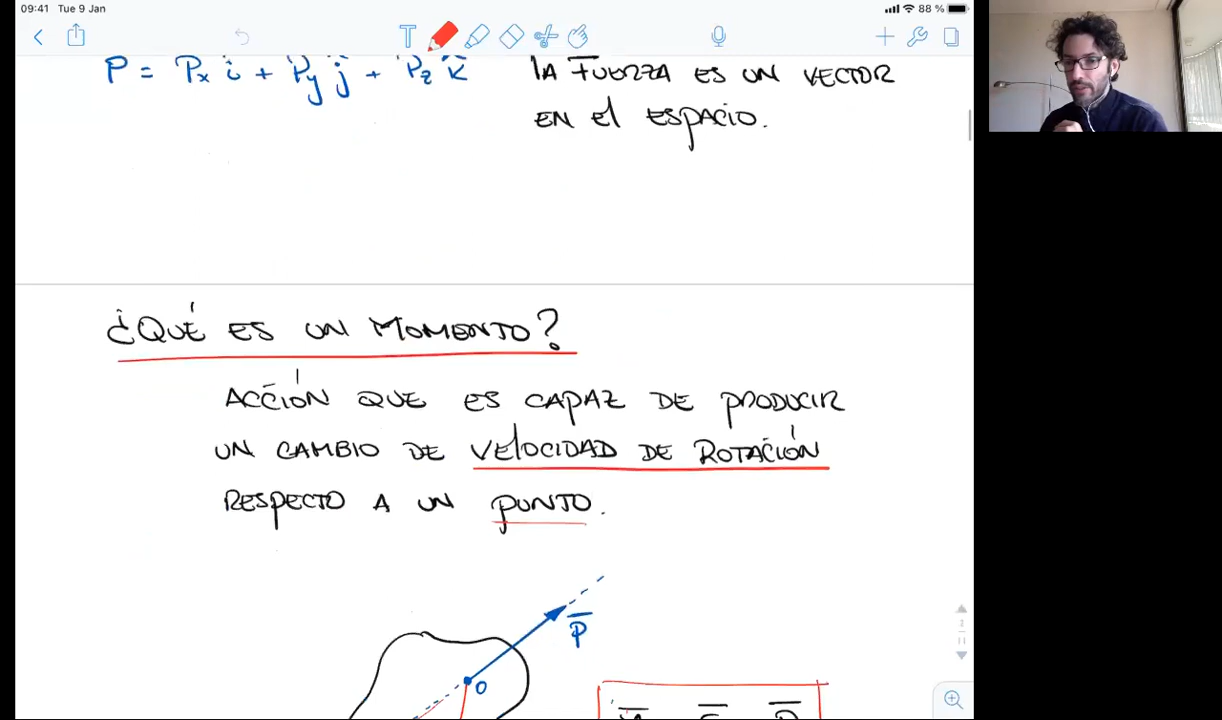 09:41 Tue 9 Jan
88 %
P = Px i + Py j + Pz k
LA FUERZA ES UN VECTOR
EN El ESPACIO.
¿QUÉ ES UN MOMENTO?
ACCIÓN QUE ES CAPAZ DE PRODUCIR
UN CAMBIO DE VElOCIDAD DE ROTACIÓN
RESPECTO A UN PUNTO.
P
O